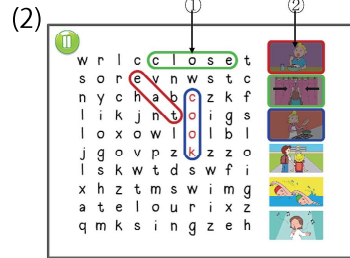 ① ②
(2)
w r l c c l o s e t
s o r e v n w s t c
n y c h a b c z k f
l i k j n t o i g s
l o x o w l o l b l
j g o v p z k z z o
l s k w t d s w f i
x h z t m s w i m g
a t e l o u r i x z
q m k s i n g z e h